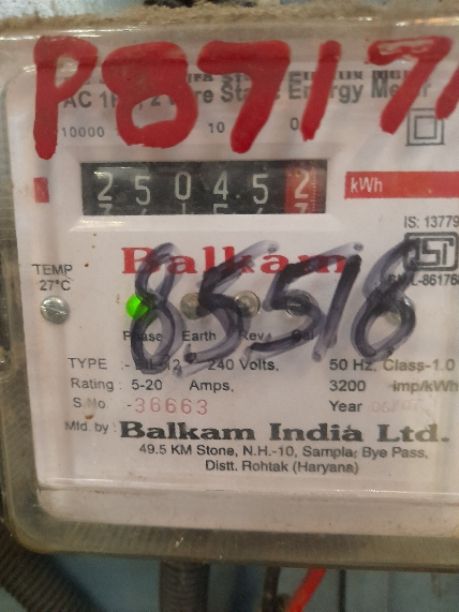 P8717
AC 1Ph 2 Wire Static Energy Meter
10000 10
25045 2 kWh
IS: 13779
Balkam
TEMP
27°C
85518
Phase Earth Rev Bal
240 Volts. 50 Hz, Class-1.0
TYPE :-
Rating : 5-20 Amps, 3200 imp/kWh
S.No -36663 Year
Mfd. by : Balkam India Ltd.
49.5 KM Stone, N.H.-10, Sampla, Bye Pass,
Distt. Rohtak (Haryana)